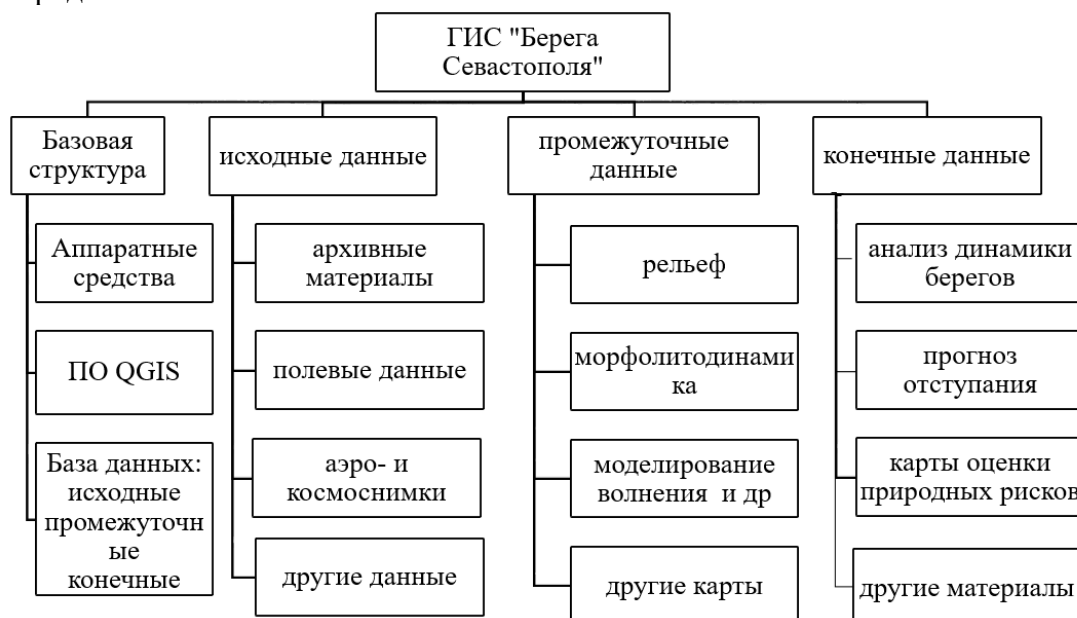 ГИС "Берега
Севастополя"
Базовая
структура
исходные данные
промежуточные
данные
конечные данные
Аппаратные
средства
ПО QGIS
База данных:
исходные
промежуточн
ые
конечные
архивные
материалы
полевые данные
аэро- и
космоснимки
другие данные
рельеф
морфолитодинами
ка
моделирование
волнения и др
другие карты
анализ динамики
берегов
прогноз
отступания
карты оценки
природных рисков
другие материалы